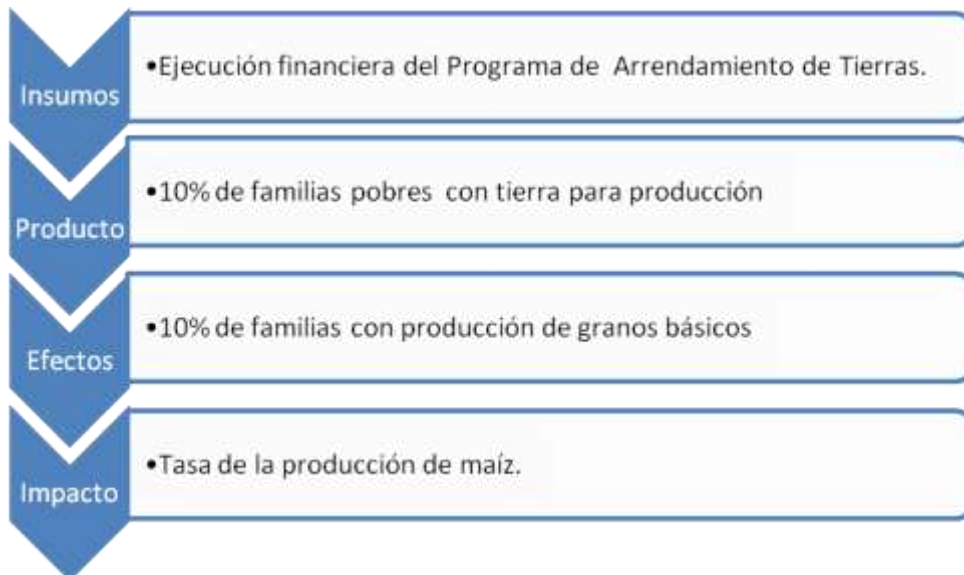 Insumos
•Ejecución financiera del Programa de Arrendamiento de Tierras.
Producto
•10% de familias pobres con tierra para producción
Efectos
•10% de familias con producción de granos básicos
Impacto
•Tasa de la producción de maíz.